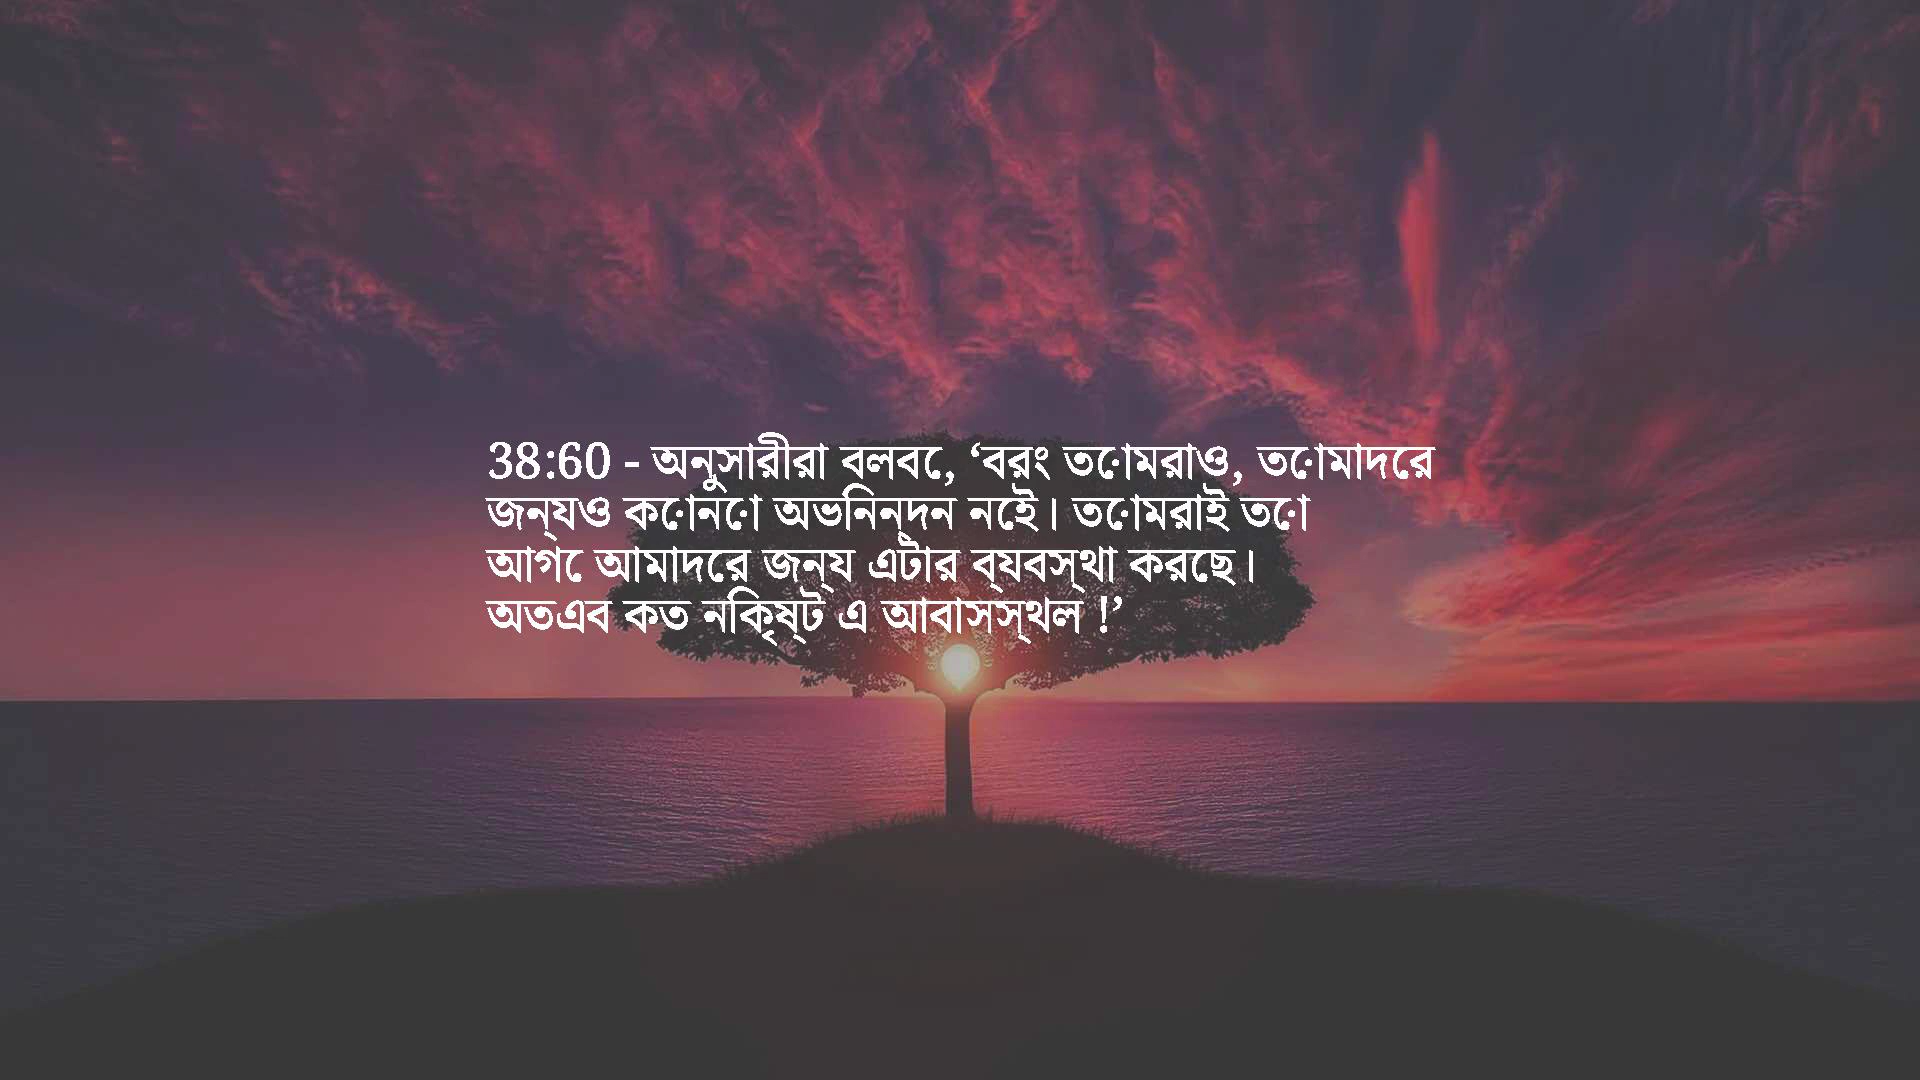 38:60 - অনুসারীরা বলবে, ‘বরং তোমরাও, তোমাদের
জন্যও কোনো অভিনন্দন নেই। তোমরাই তো
আগে আমাদের জন্য এটার ব্যবস্থা করেছ।
অতএব কত নিকৃষ্ট এ আবাসস্থল !’